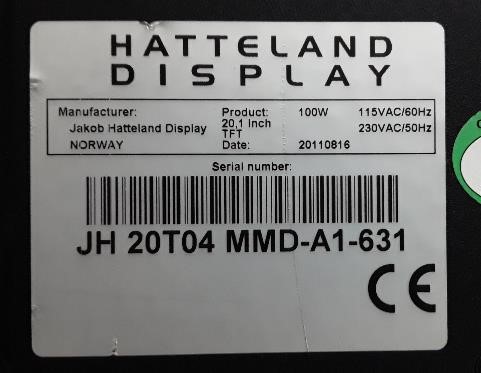 HATTELAND
DISPLAY
Manufacturer: Product: 100W 115VAC/60Hz
Jakob Hatteland Display 20,1 Inch 230VAC/50Hz
TFT
NORWAY Date: 20110816
Serial number:
JH 20T04 MMD-A1-631
CE